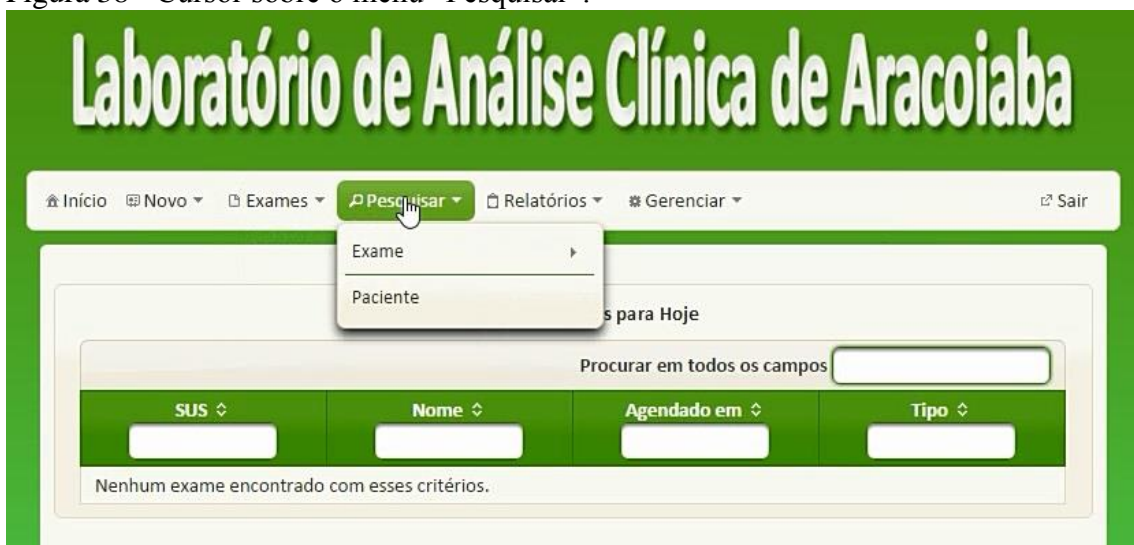 Figura 38 - Cursor sobre o menu "Pesquisar".
Laboratório de Análise Clínica de Aracoiaba
Início Novo Exames Pesquisar Relatórios Gerenciar Sair
Exame
Paciente
s para Hoje
Procurar em todos os campos
SUS Nome Agendado em Tipo
Nenhum exame encontrado com esses critérios.